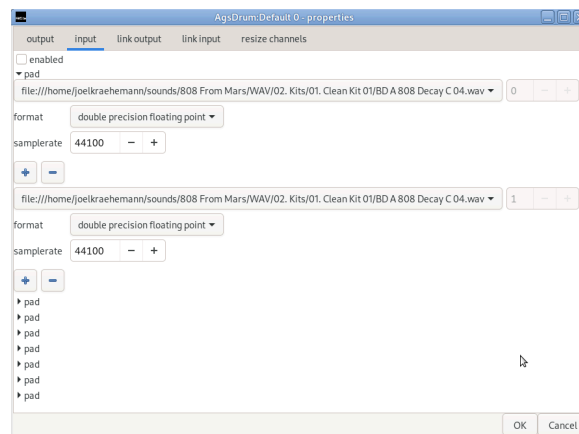 AgsDrum:Default 0 - properties
output input link output link input resize channels
enabled
pad
file:///home/joelkraehemann/sounds/808 From Mars/WAV/02. Kits/01. Clean Kit 01/BD A 808 Decay C 04.wav 0 − +
format double precision floating point
samplerate 44100 − +
+ −
file:///home/joelkraehemann/sounds/808 From Mars/WAV/02. Kits/01. Clean Kit 01/BD A 808 Decay C 04.wav 1 − +
format double precision floating point
samplerate 44100 − +
+ −
pad
pad
pad
pad
pad
pad
pad
OK Cancel